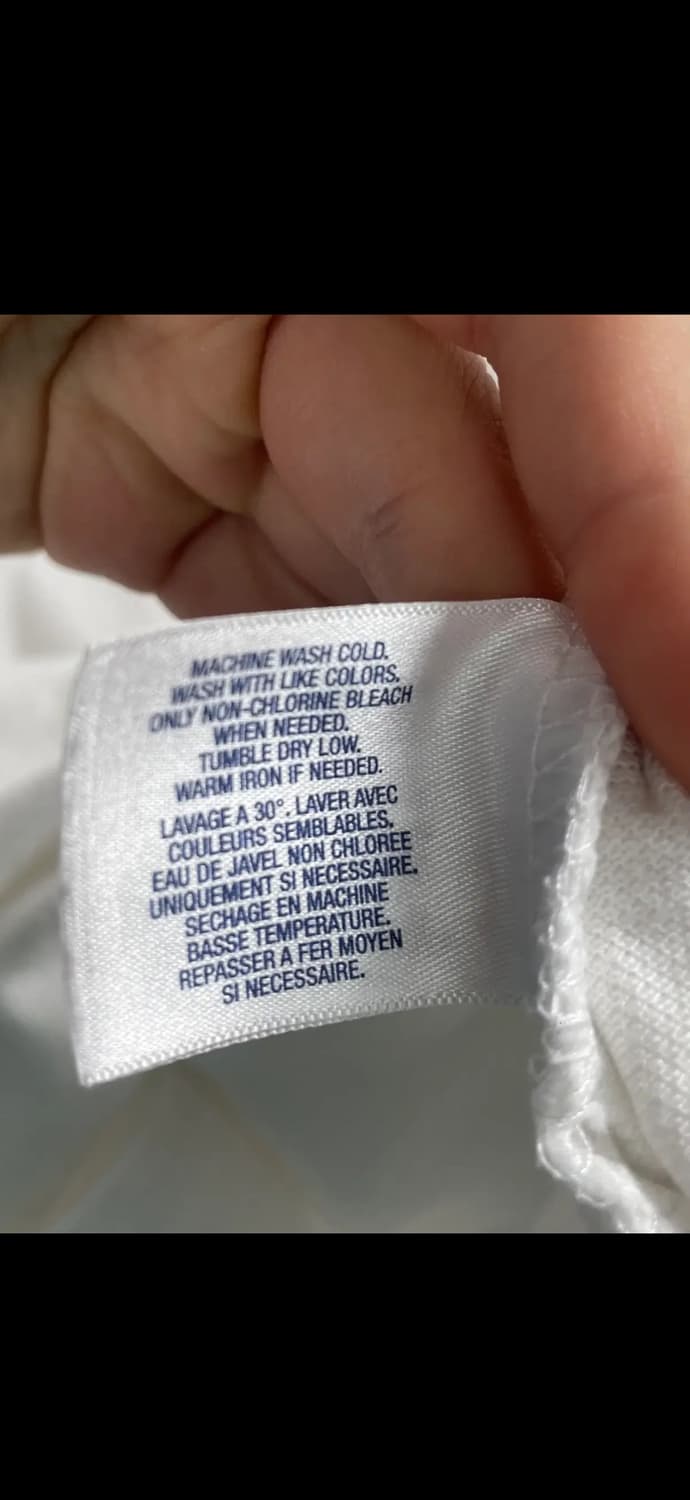 MACHINE WASH COLD.
WASH WITH LIKE COLORS.
ONLY NON-CHLORINE BLEACH
WHEN NEEDED.
TUMBLE DRY LOW.
WARM IRON IF NEEDED.
LAVAGE A 30°. LAVER AVEC
COULEURS SEMBLABLES.
EAU DE JAVEL NON CHLOREE
UNIQUEMENT SI NECESSAIRE.
SECHAGE EN MACHINE
BASSE TEMPERATURE.
REPASSER A FER MOYEN
SI NECESSAIRE.